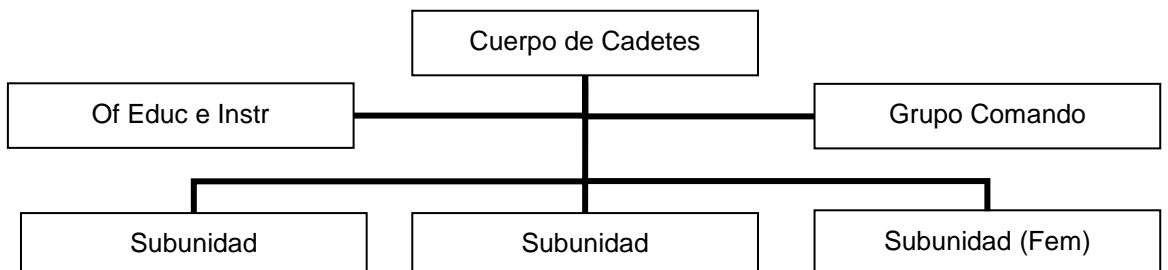 Cuerpo de Cadetes
Of Educ e Instr
Grupo Comando
Subunidad
Subunidad
Subunidad (Fem)